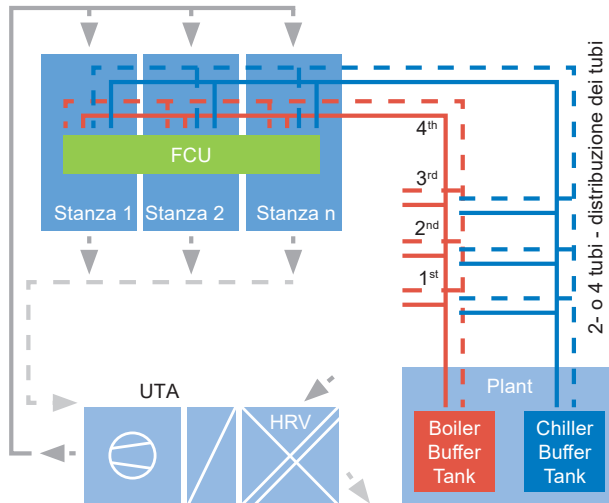 FCU
Stanza 1
Stanza 2
Stanza n
4th
3rd
2nd
1st
2- o 4 tubi - distribuzione dei tubi
UTA
HRV
Plant
Boiler
Buffer
Tank
Chiller
Buffer
Tank